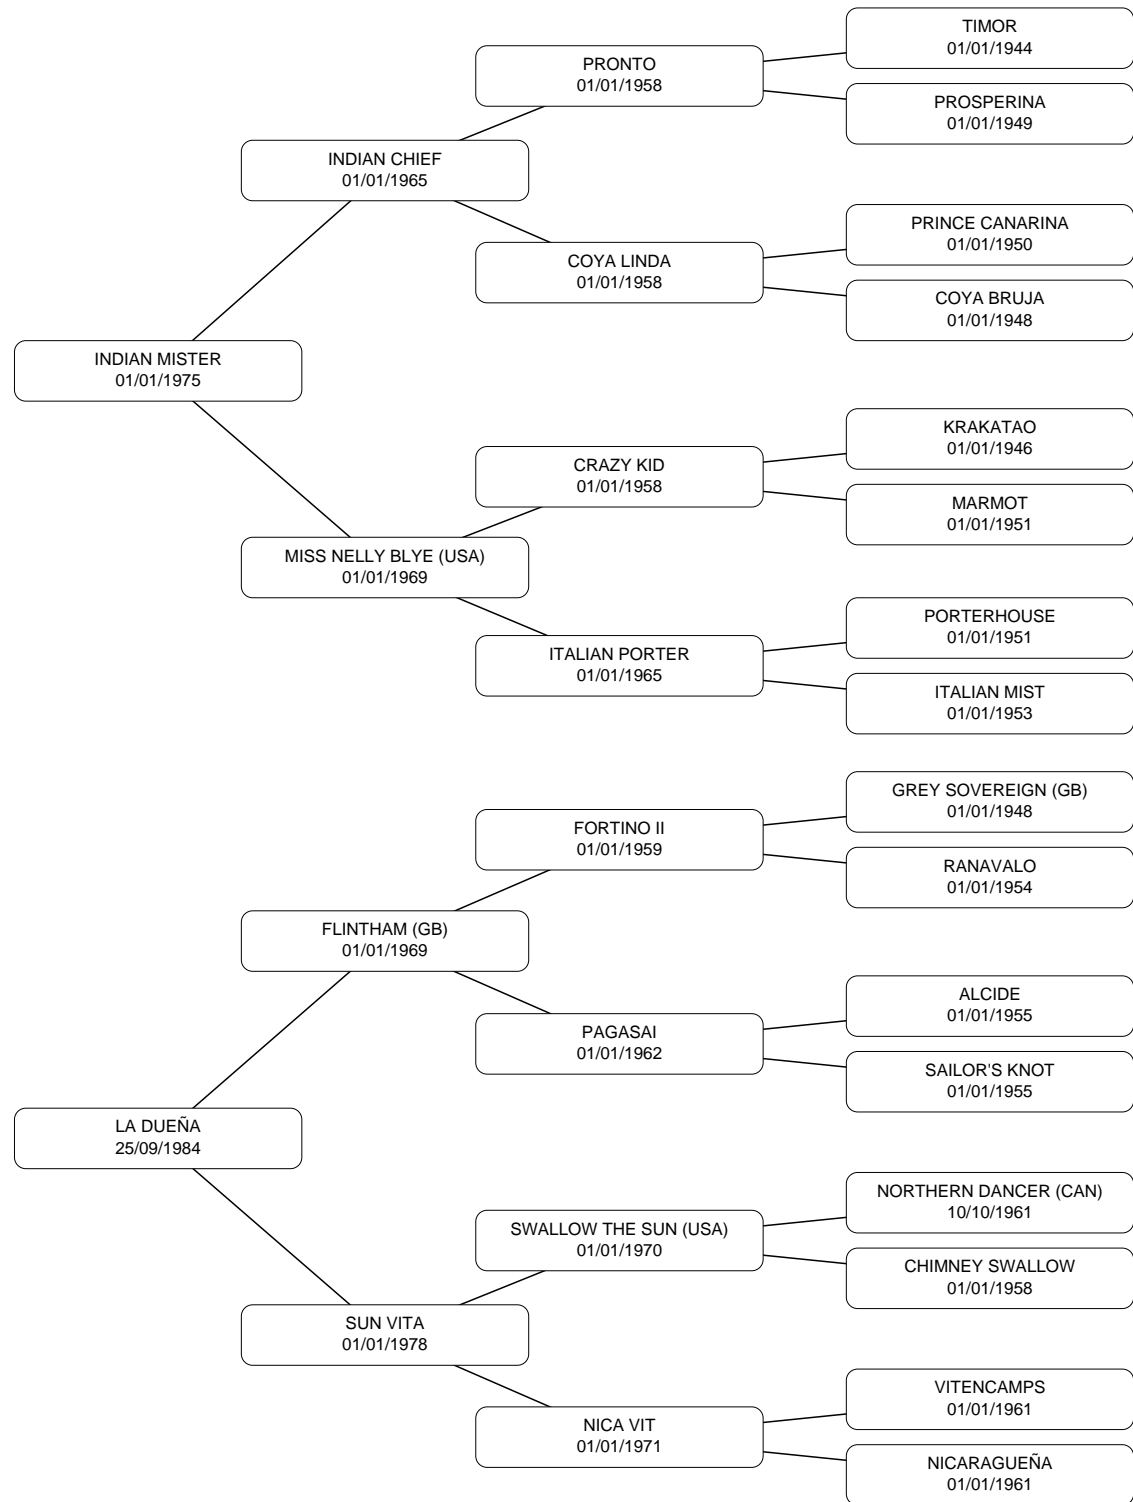 TIMOR
01/01/1944
PRONTO
01/01/1958
PROSPERINA
01/01/1949
INDIAN CHIEF
01/01/1965
PRINCE CANARINA
01/01/1950
COYA LINDA
01/01/1958
COYA BRUJA
01/01/1948
INDIAN MISTER
01/01/1975
KRAKATAO
01/01/1946
CRAZY KID
01/01/1958
MARMOT
01/01/1951
MISS NELLY BLYE (USA)
01/01/1969
PORTERHOUSE
01/01/1951
ITALIAN PORTER
01/01/1965
ITALIAN MIST
01/01/1953
GREY SOVEREIGN (GB)
01/01/1948
FORTINO II
01/01/1959
RANAVALO
01/01/1954
FLINTHAM (GB)
01/01/1969
ALCIDE
01/01/1955
PAGASAI
01/01/1962
SAILOR'S KNOT
01/01/1955
LA DUEÑA
25/09/1984
NORTHERN DANCER (CAN)
10/10/1961
SWALLOW THE SUN (USA)
01/01/1970
CHIMNEY SWALLOW
01/01/1958
SUN VITA
01/01/1978
VITENCAMPS
01/01/1961
NICA VIT
01/01/1971
NICARAGUEÑA
01/01/1961